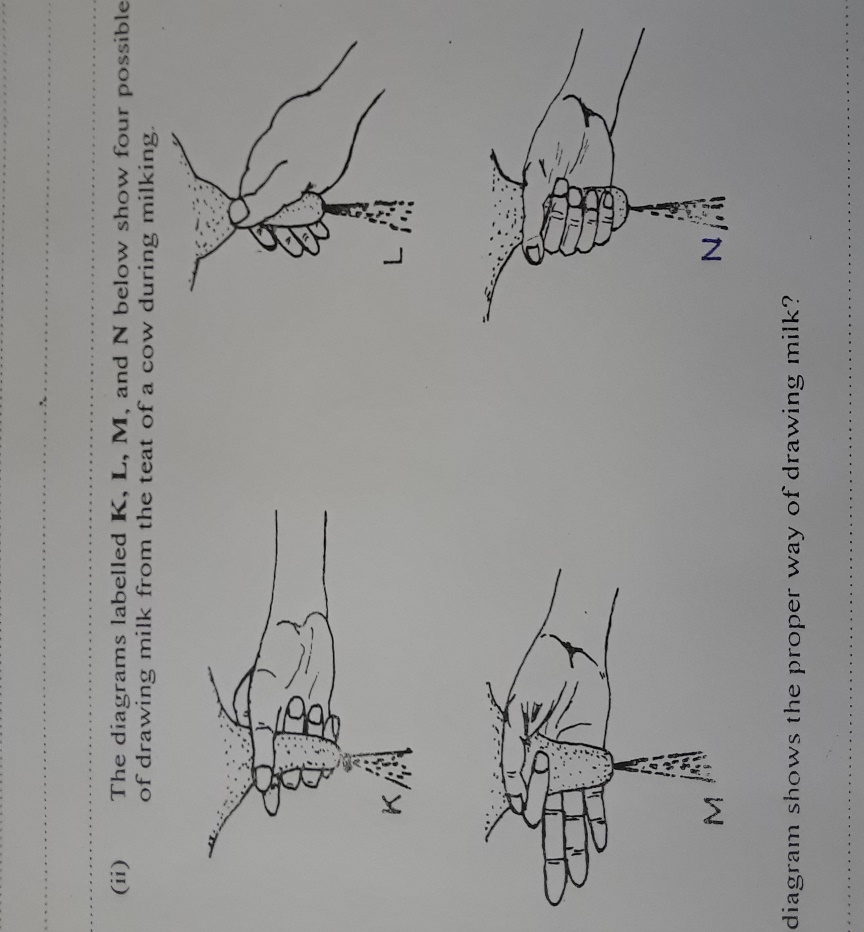 (ii) The diagrams labelled K, L, M, and N below show four possible
of drawing milk from the teat of a cow during milking.
K
L
M
N
diagram shows the proper way of drawing milk?